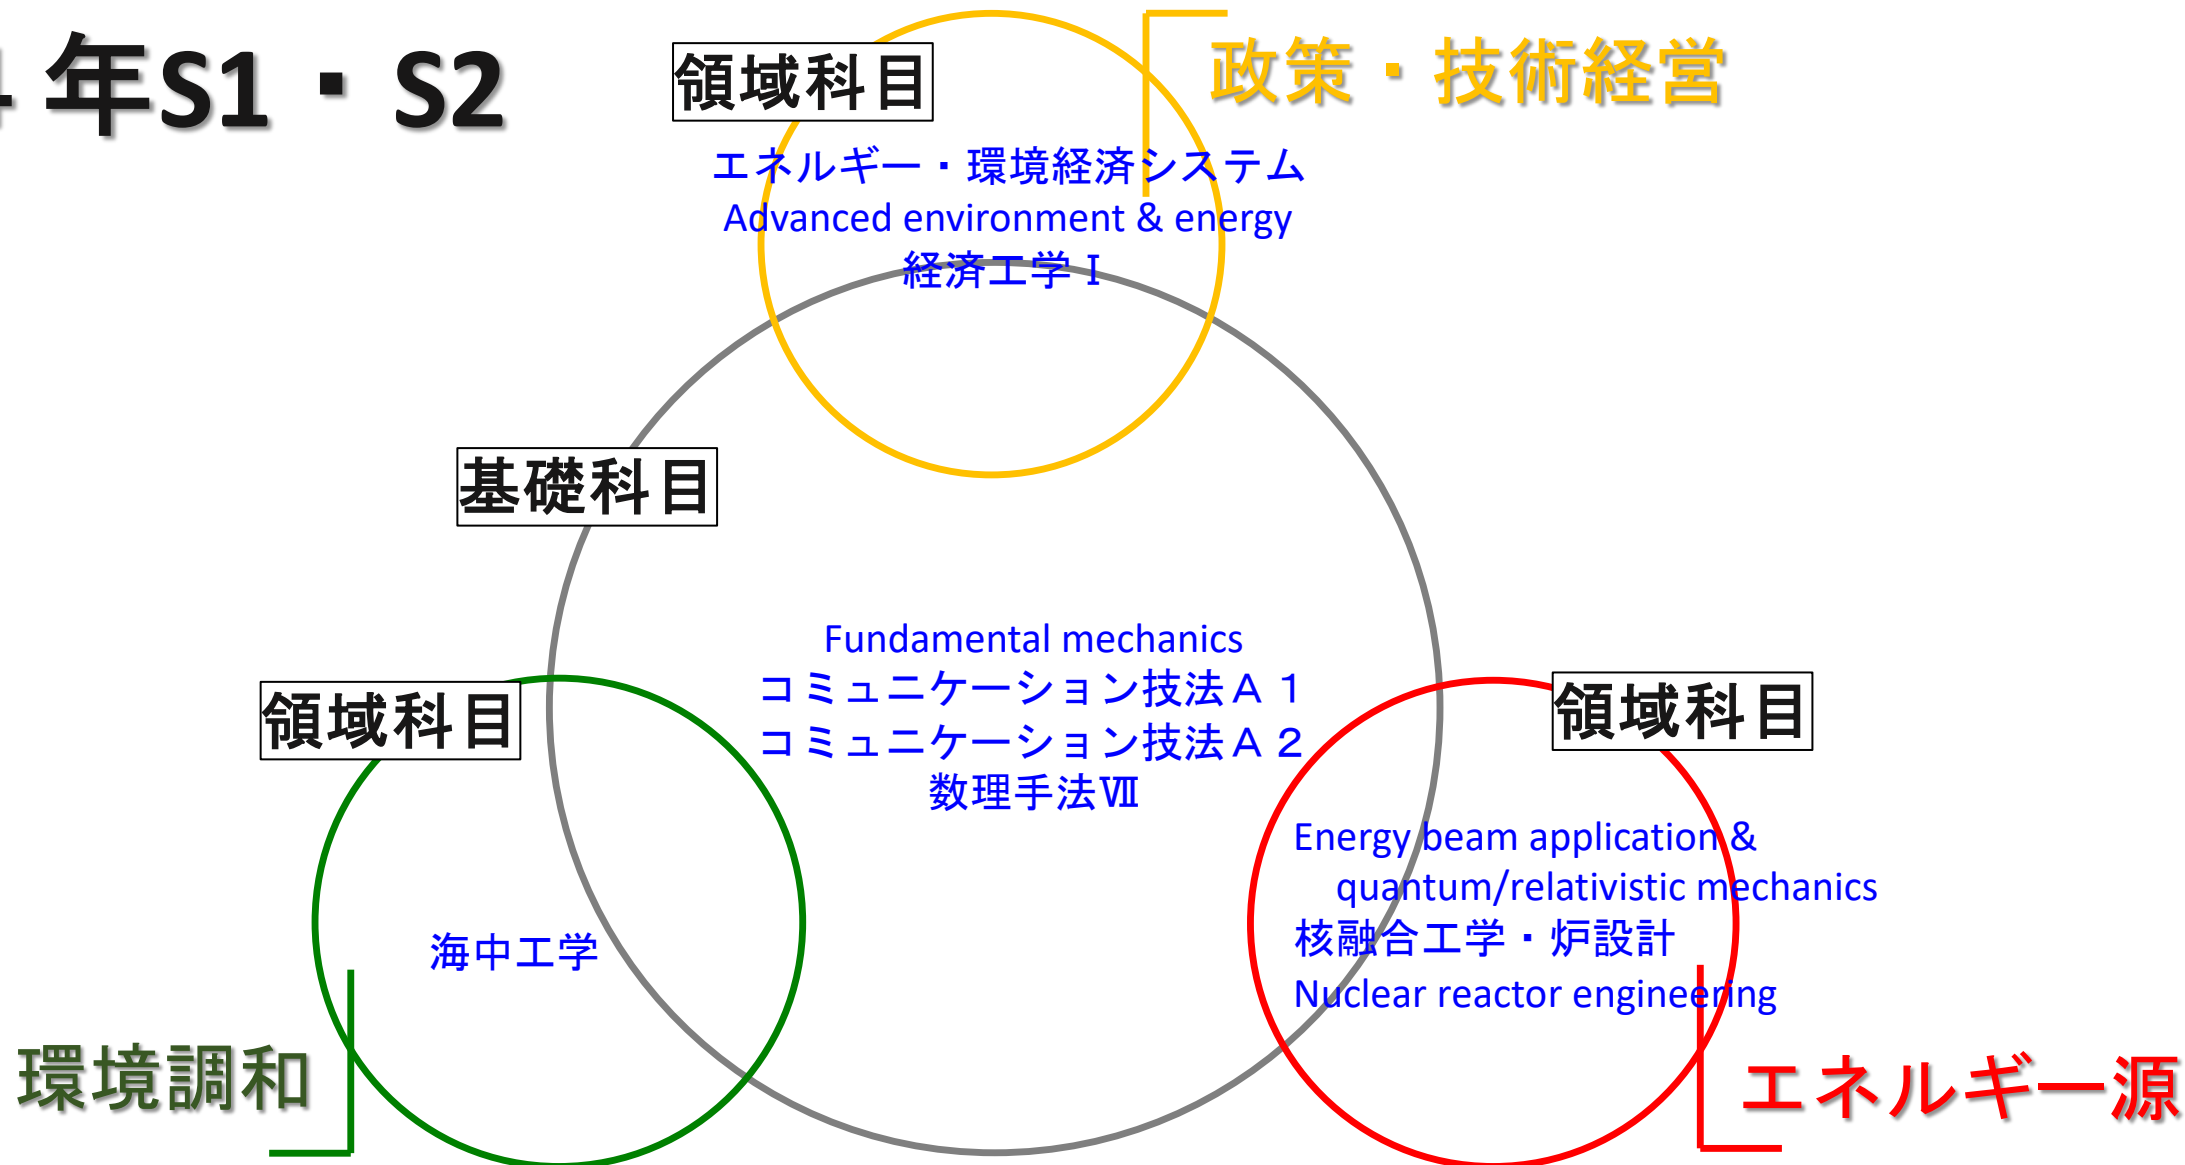 4 年S1・S2
領域科目
政策・技術経営
エネルギー・環境経済システム
Advanced environment & energy
経済工学Ⅰ
基礎科目
Fundamental mechanics
コミュニケーション技法Ａ１
コミュニケーション技法Ａ２
数理手法Ⅶ
領域科目
海中工学
環境調和
領域科目
Energy beam application &
quantum/relativistic mechanics
核融合工学・炉設計
Nuclear reactor engineering
エネルギー源